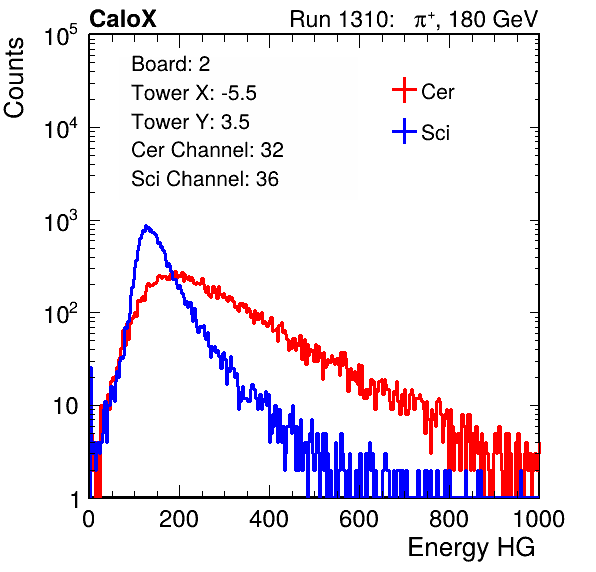 CaloX Run 1310: π⁺, 180 GeV
Counts
10⁵
10⁴
10³
10²
10
1
Board: 2
Tower X: -5.5
Tower Y: 3.5
Cer Channel: 32
Sci Channel: 36
Cer
Sci
0 200 400 600 800 1000
Energy HG